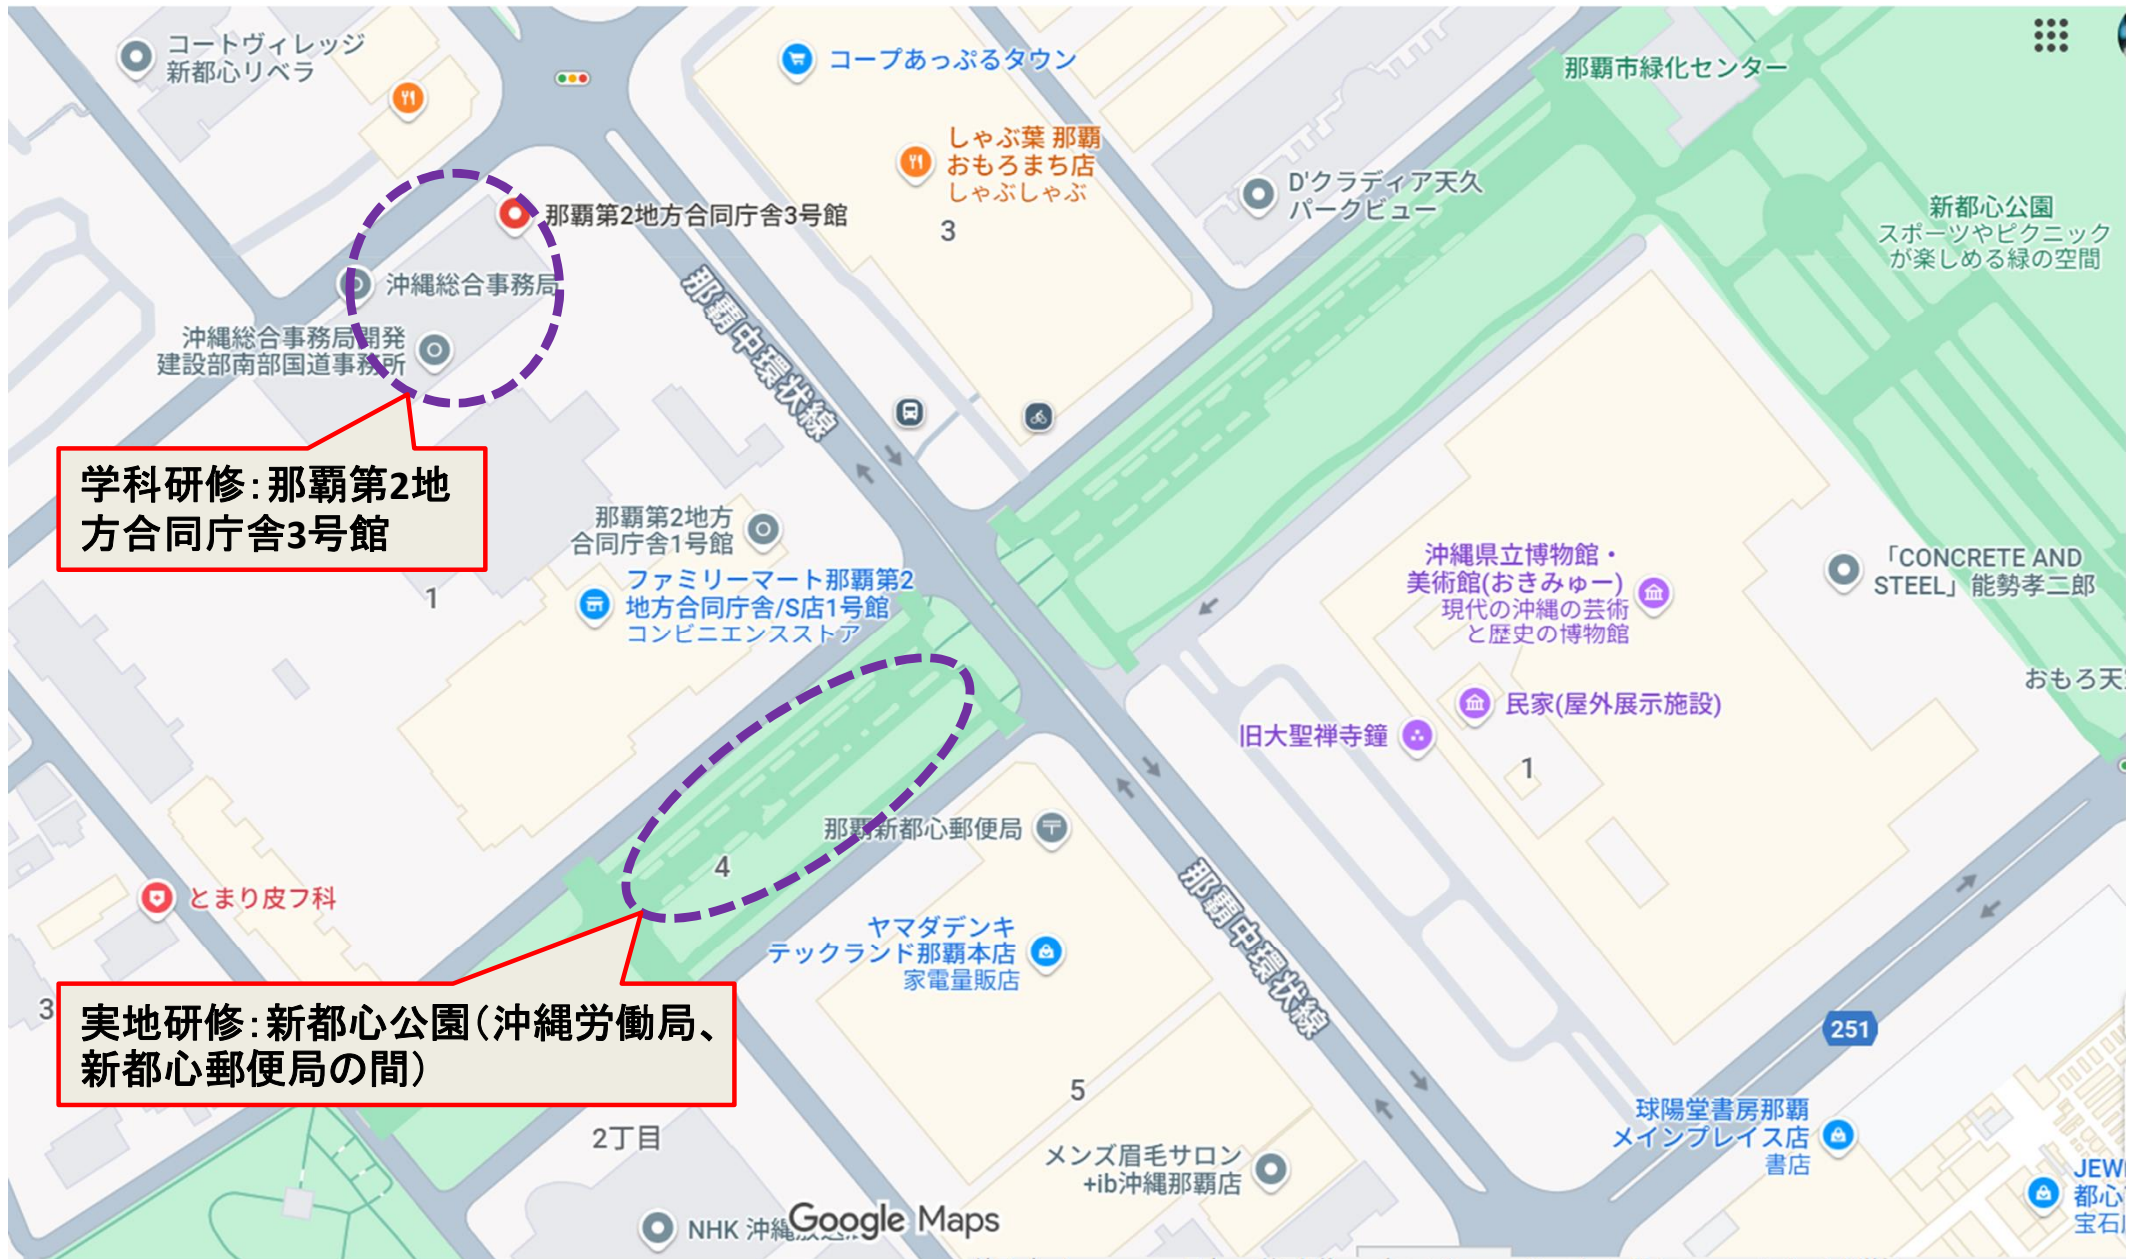 コートヴィレッジ
新都心リベラ
コープあっぷるタウン
那覇市緑化センター
しゃぶ葉 那覇
おもろまち店
しゃぶしゃぶ
3
D'クラディア天久
パークビュー
新都心公園
スポーツやピクニック
が楽しめる緑の空間
那覇第2地方合同庁舎3号館
沖縄総合事務局
沖縄総合事務局開発
建設部南部国道事務所
那覇中環状線
学科研修：那覇第2地
方合同庁舎3号館
那覇第2地方
合同庁舎1号館
ファミリーマート那覇第2
地方合同庁舎/S店1号館
コンビニエンスストア
1
沖縄県立博物館・
美術館(おきみゅー)
現代の沖縄の芸術
と歴史の博物館
「CONCRETE AND
STEEL」能勢孝二郎
おもろ天
民家(屋外展示施設)
旧大聖禅寺鐘
1
那覇新都心郵便局
4
とまり皮フ科
ヤマダデンキ
テックランド那覇本店
家電量販店
那覇中環状線
3
実地研修：新都心公園（沖縄労働局、
新都心郵便局の間）
251
5
2丁目
球陽堂書房那覇
メインプレイス店
書店
メンズ眉毛サロン
+ib沖縄那覇店
JEW
都心
宝石
NHK 沖縄
Google Maps